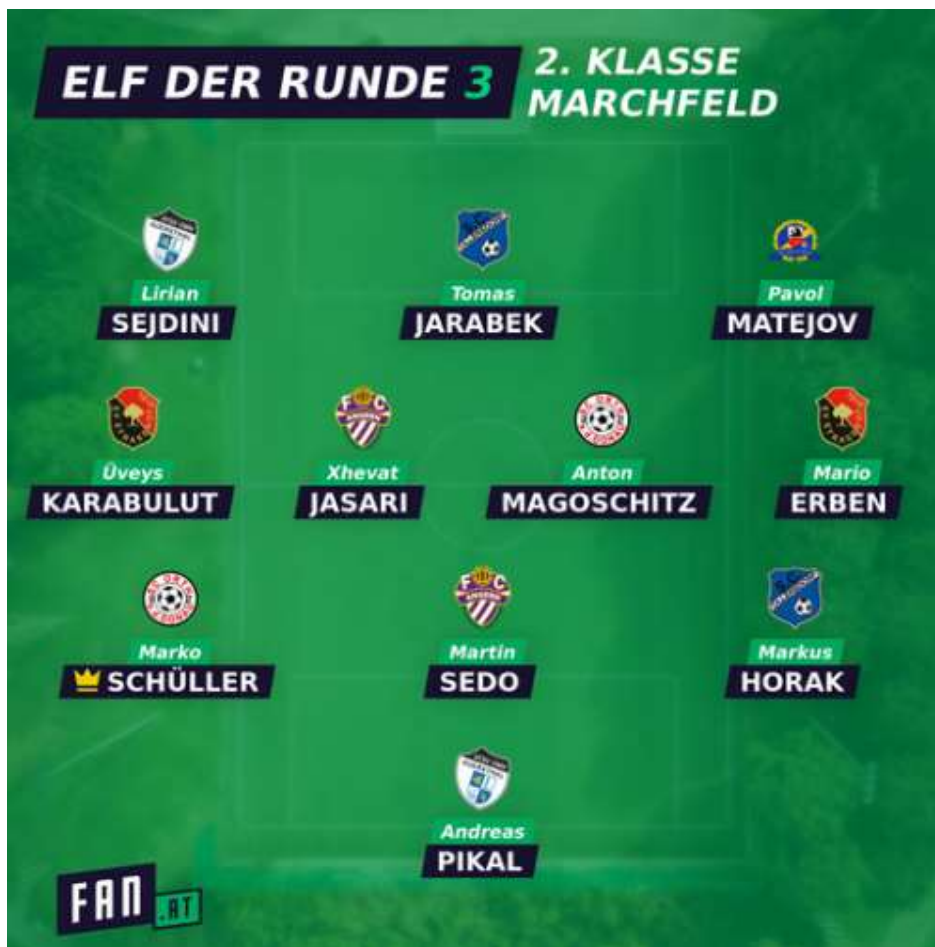 ELF DER RUNDE 3
2. KLASSE
MARCHFELD
Lirian
SEJDINI
Tomas
JARABEK
Pavol
MATEJOV
Üveys
KARABULUT
Xhevat
JASARI
Anton
MAGOSCHITZ
Mario
ERBEN
Marko
SCHÜLLER
Martin
SEDO
Markus
HORAK
Andreas
PIKAL
FAN
.AT